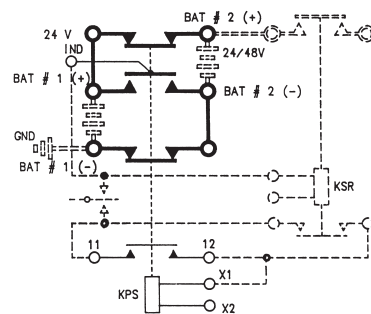 BAT # 2 (+)
24 V
IND
24/48V
BAT # 1 (+)
BAT # 2 (-)
GND
BAT # 1 (-)
KSR
11
12
X1
KPS
X2